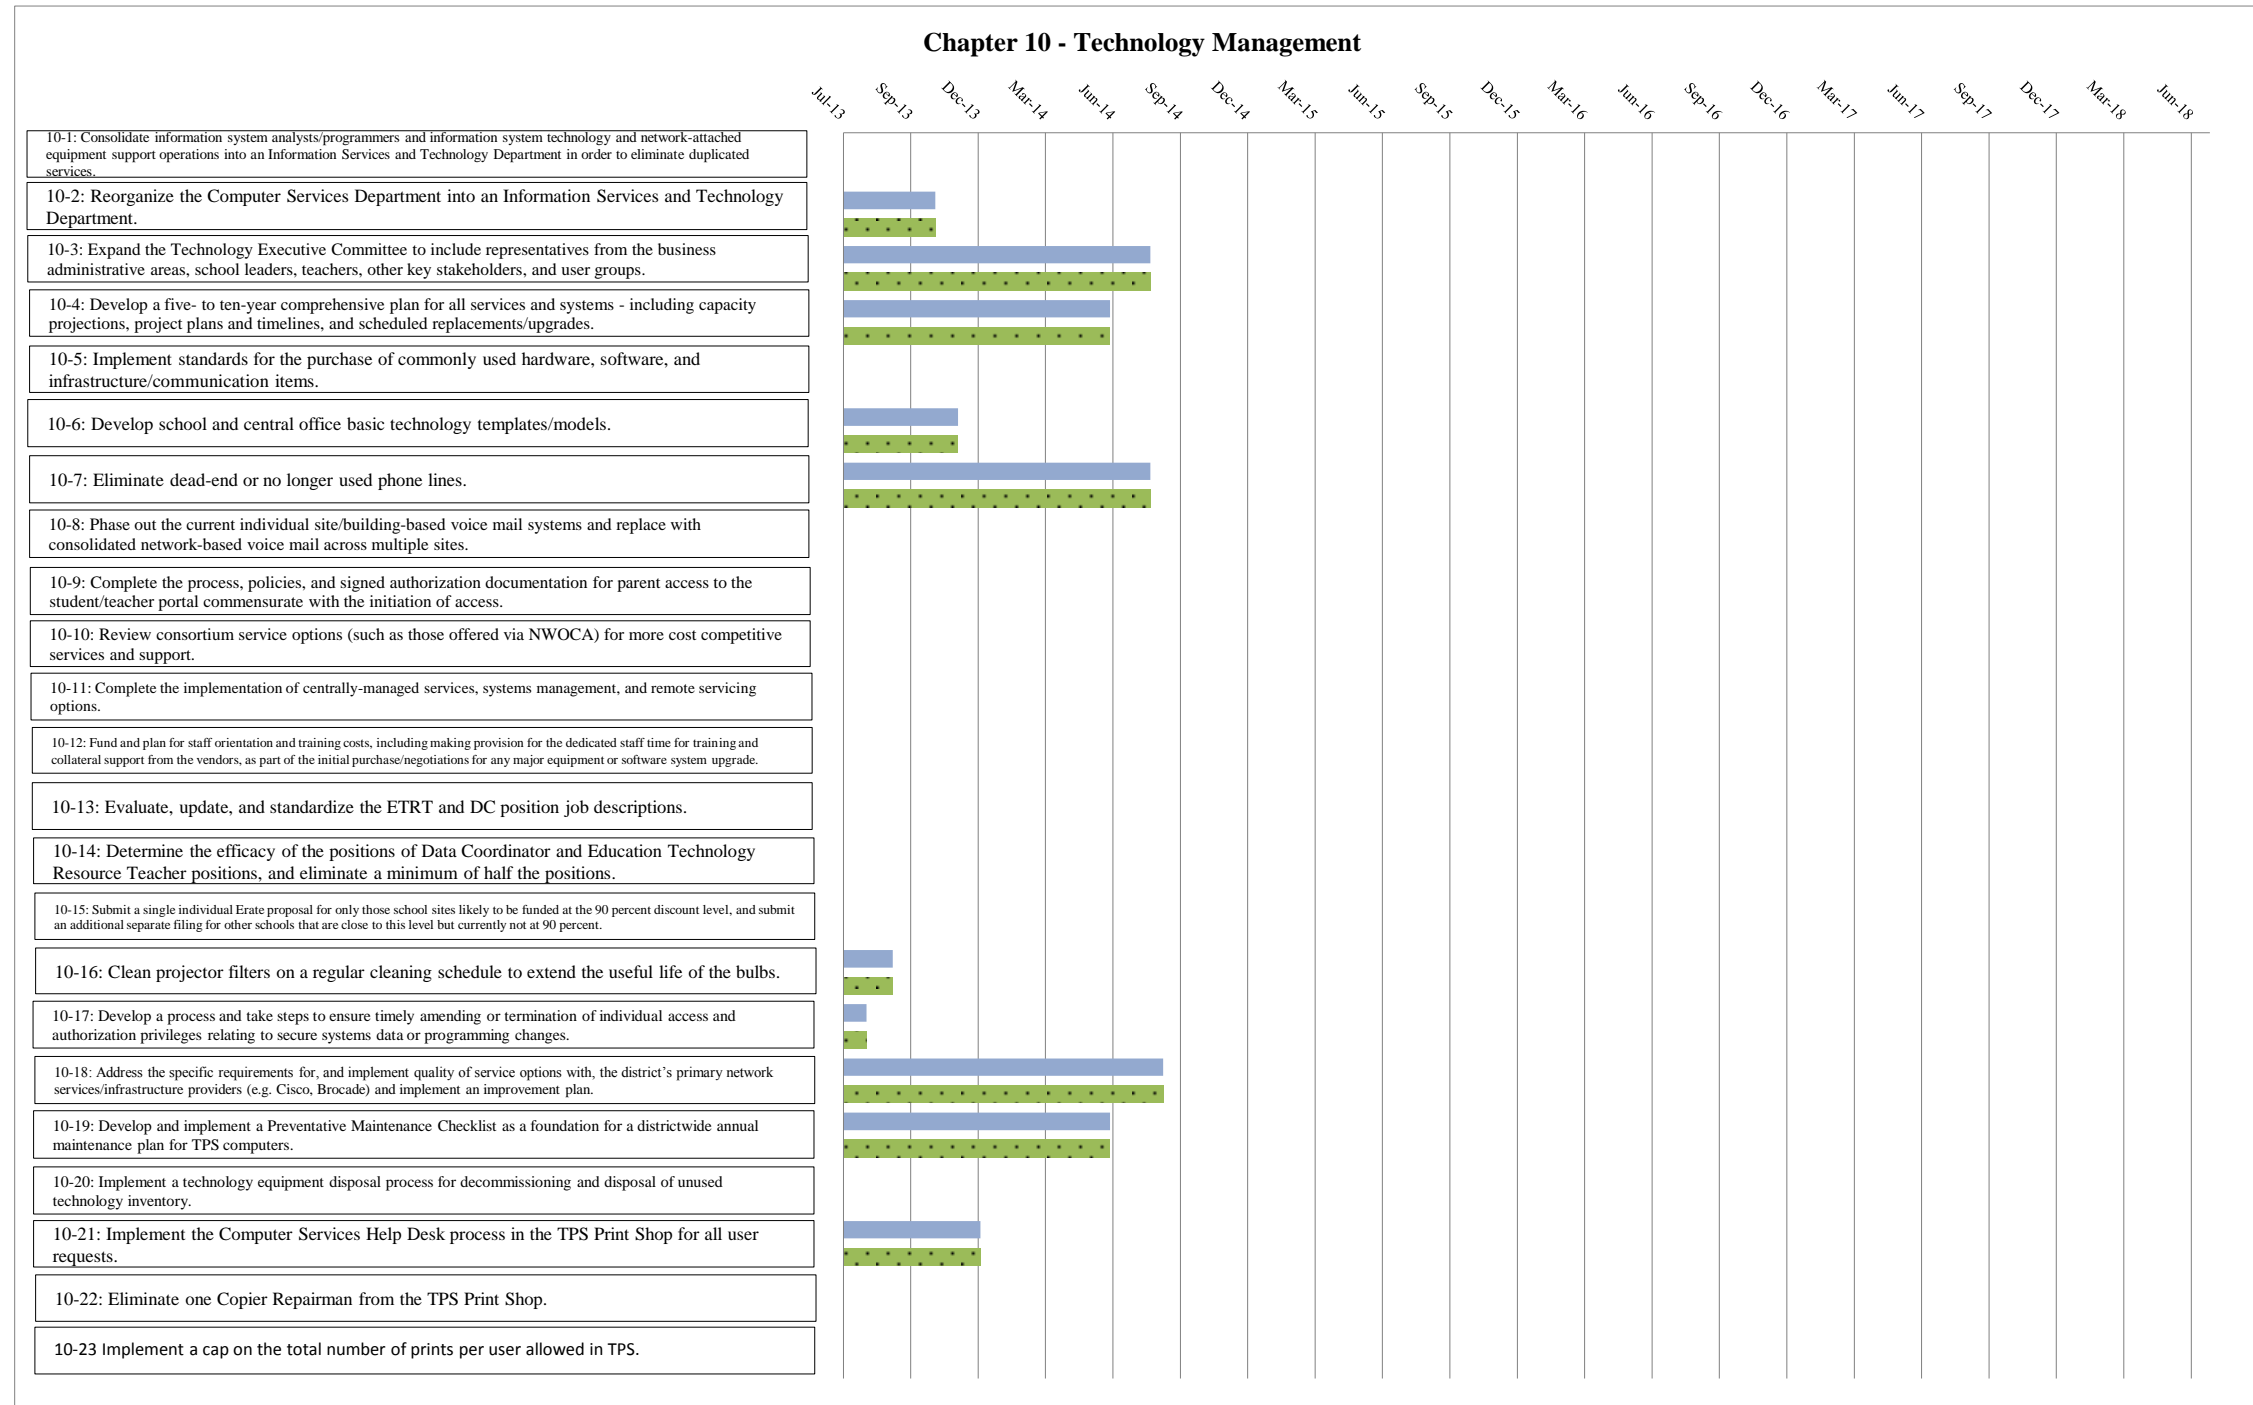 Chapter 10 - Technology Management
Jul-13 Sep-13 Dec-13 Mar-14 Jun-14 Sep-14 Dec-14 Mar-15 Jun-15 Sep-15 Dec-15 Mar-16 Jun-16 Sep-16 Dec-16 Mar-17 Jun-17 Sep-17 Dec-17 Mar-18 Jun-18
10-1: Consolidate information system analysts/programmers and information system technology and network-attached
equipment support operations into an Information Services and Technology Department in order to eliminate duplicated
services.
10-2: Reorganize the Computer Services Department into an Information Services and Technology
Department.
10-3: Expand the Technology Executive Committee to include representatives from the business
administrative areas, school leaders, teachers, other key stakeholders, and user groups.
10-4: Develop a five- to ten-year comprehensive plan for all services and systems - including capacity
projections, project plans and timelines, and scheduled replacements/upgrades.
10-5: Implement standards for the purchase of commonly used hardware, software, and
infrastructure/communication items.
10-6: Develop school and central office basic technology templates/models.
10-7: Eliminate dead-end or no longer used phone lines.
10-8: Phase out the current individual site/building-based voice mail systems and replace with
consolidated network-based voice mail across multiple sites.
10-9: Complete the process, policies, and signed authorization documentation for parent access to the
student/teacher portal commensurate with the initiation of access.
10-10: Review consortium service options (such as those offered via NWOCA) for more cost competitive
services and support.
10-11: Complete the implementation of centrally-managed services, systems management, and remote servicing
options.
10-12: Fund and plan for staff orientation and training costs, including making provision for the dedicated staff time for training and
collateral support from the vendors, as part of the initial purchase/negotiations for any major equipment or software system upgrade.
10-13: Evaluate, update, and standardize the ETRT and DC position job descriptions.
10-14: Determine the efficacy of the positions of Data Coordinator and Education Technology
Resource Teacher positions, and eliminate a minimum of half the positions.
10-15: Submit a single individual Erate proposal for only those school sites likely to be funded at the 90 percent discount level, and submit
an additional separate filing for other schools that are close to this level but currently not at 90 percent.
10-16: Clean projector filters on a regular cleaning schedule to extend the useful life of the bulbs.
10-17: Develop a process and take steps to ensure timely amending or termination of individual access and
authorization privileges relating to secure systems data or programming changes.
10-18: Address the specific requirements for, and implement quality of service options with, the district’s primary network
services/infrastructure providers (e.g. Cisco, Brocade) and implement an improvement plan.
10-19: Develop and implement a Preventative Maintenance Checklist as a foundation for a districtwide annual
maintenance plan for TPS computers.
10-20: Implement a technology equipment disposal process for decommissioning and disposal of unused
technology inventory.
10-21: Implement the Computer Services Help Desk process in the TPS Print Shop for all user
requests.
10-22: Eliminate one Copier Repairman from the TPS Print Shop.
10-23 Implement a cap on the total number of prints per user allowed in TPS.